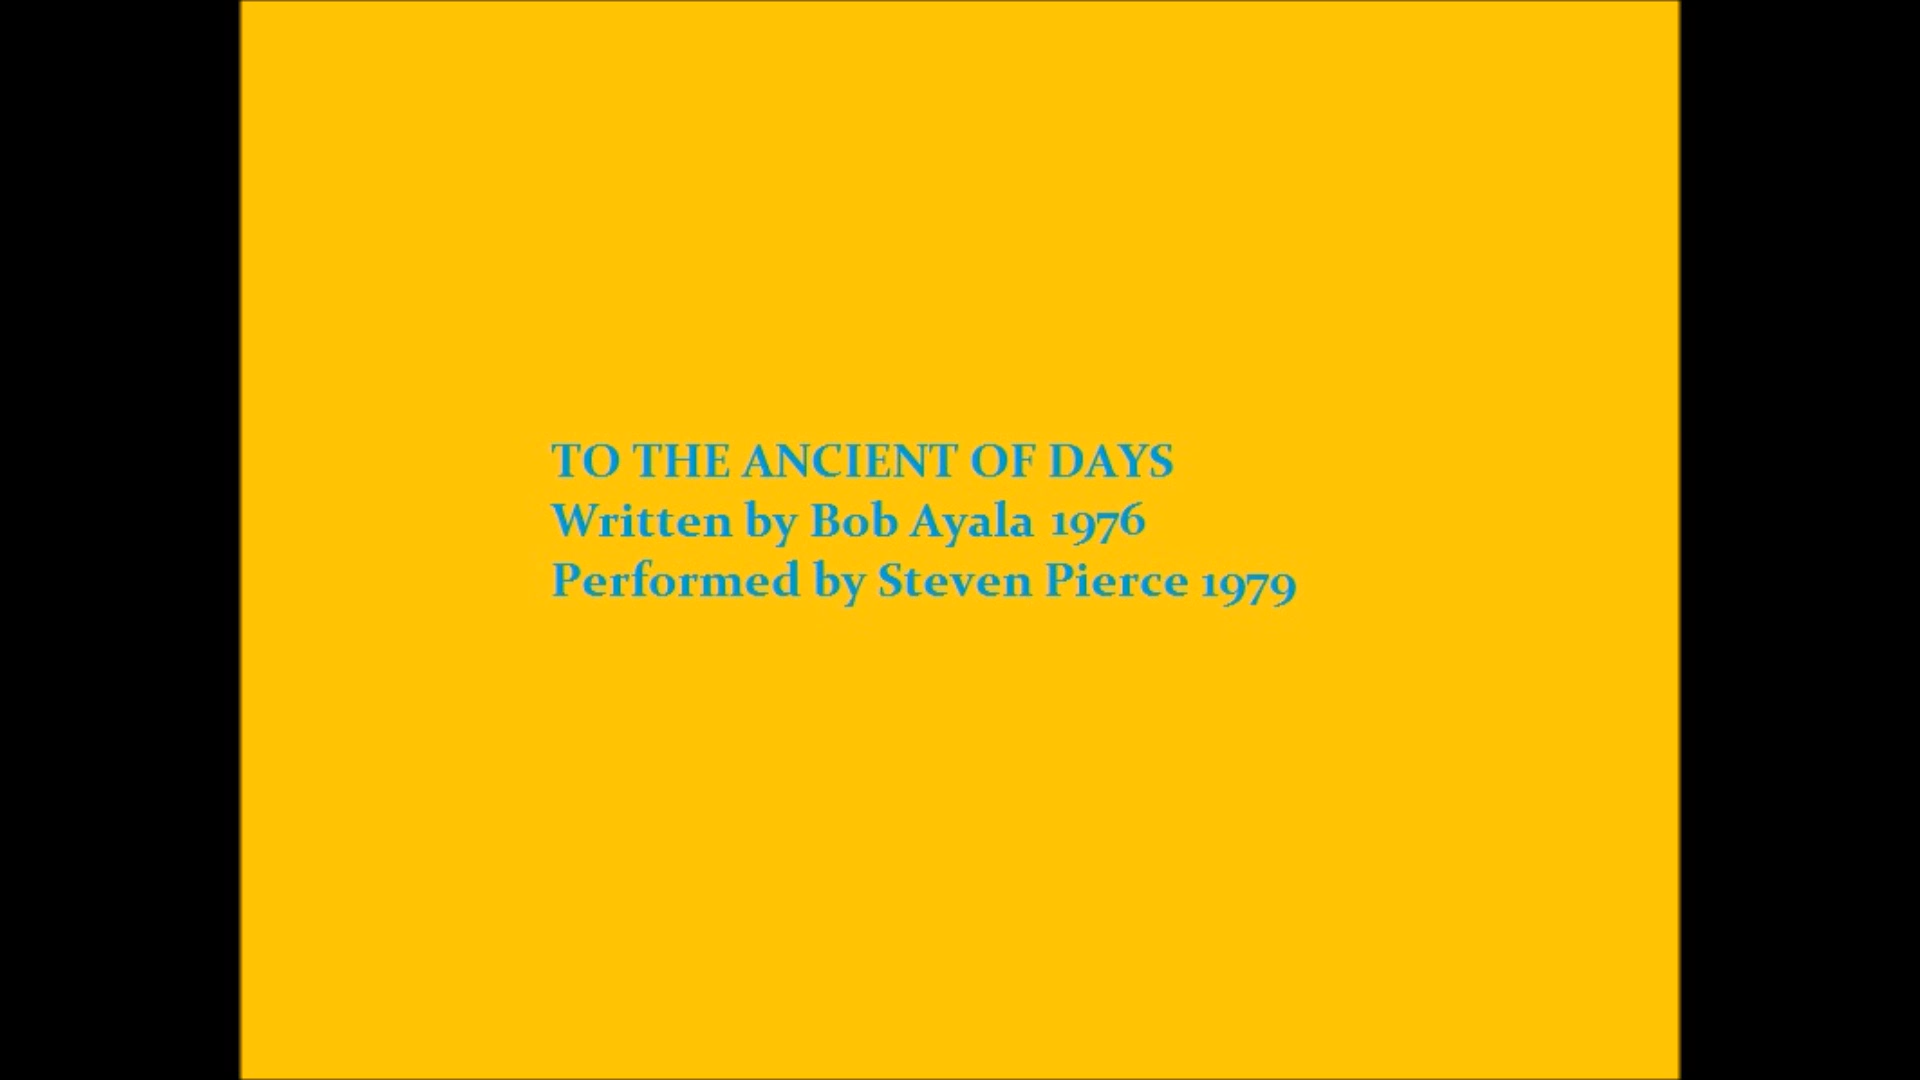 TO THE ANCIENT OF DAYS
Written by Bob Ayala 1976
Performed by Steven Pierce 1979